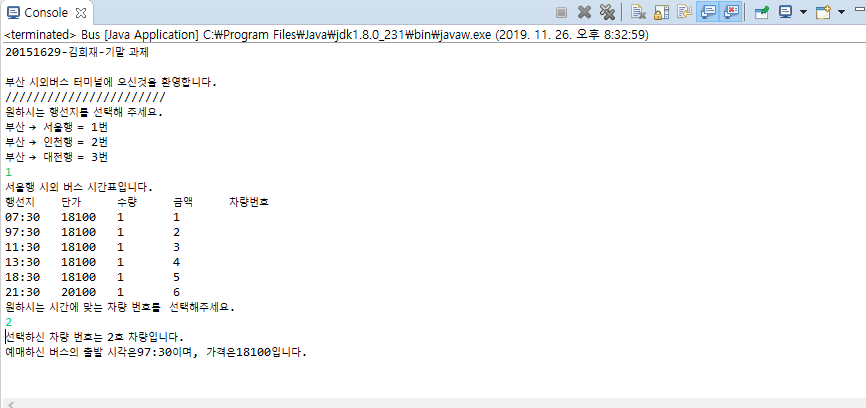 Console
<terminated> Bus [Java Application] C:₩Program Files₩Java₩jdk1.8.0_231₩bin₩javaw.exe (2019. 11. 26. 오후 8:32:59)
20151629-김희재-기말 과제
부산 시외버스 터미널에 오신것을 환영합니다.
///////////////////////
원하시는 행선지를 선택해 주세요.
부산 → 서울행 = 1번
부산 → 인천행 = 2번
부산 → 대전행 = 3번
1
서울행 시외 버스 시간표입니다.
행선지 단가 수량 금액 차량번호
07:30 18100 1 1
97:30 18100 1 2
11:30 18100 1 3
13:30 18100 1 4
18:30 18100 1 5
21:30 20100 1 6
원하시는 시간에 맞는 차량 번호를  선택해주세요.
2
선택하신 차량 번호는 2호 차량입니다.
예매하신 버스의 출발 시각은97:30이며, 가격은18100입니다.